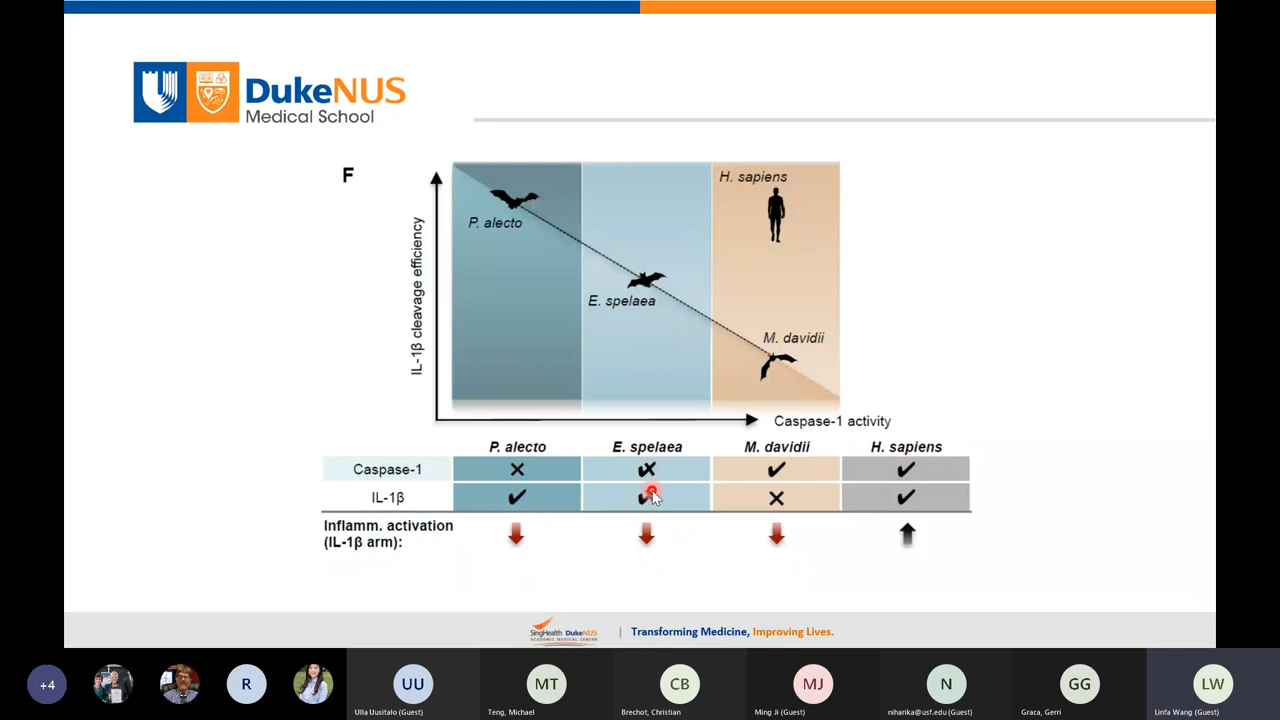 DukeNUS
Medical School
F
IL-1β cleavage efficiency
P. alecto
E. spelaea
H. sapiens
M. davidii
Caspase-1 activity
P. alecto E. spelaea M. davidii H. sapiens
Caspase-1
IL-1β
Inflamm. activation
(IL-1β arm):
SingHealth DukeNUS
ACADEMIC MEDICAL CENTRE
| Transforming Medicine, Improving Lives.
+4 R UU MT CB MJ N GG LW
Ulla Uusitalo (Guest) Teng, Michael Brechot, Christian Ming Ji (Guest) niharika@usf.edu (Guest) Graca, Gerri Linfa Wang (Guest)